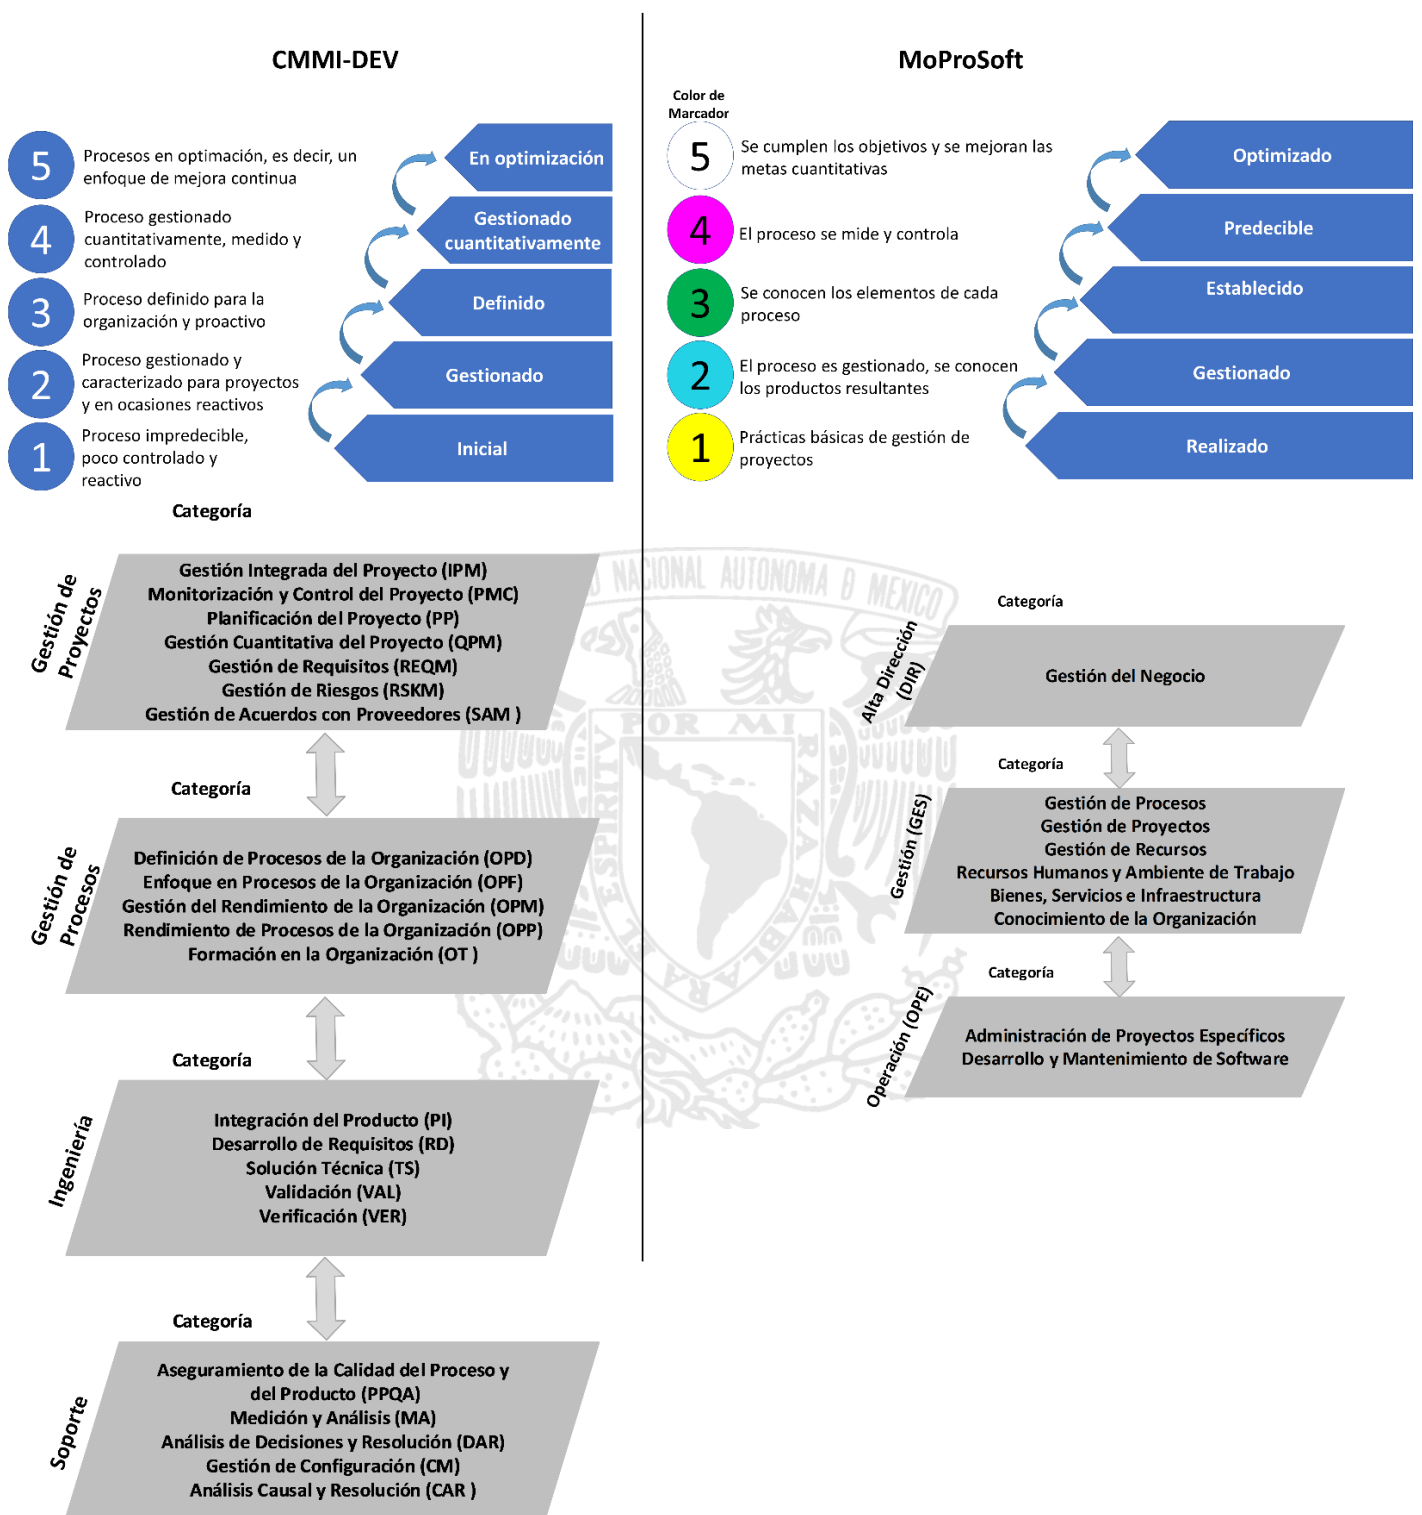 CMMI-DEV
5
Procesos en optimación, es decir, un
enfoque de mejora continua
En optimización
4
Proceso gestionado
cuantitativamente, medido y
controlado
Gestionado
cuantitativamente
3
Proceso definido para la
organización y proactivo
Definido
2
Proceso gestionado y
caracterizado para proyectos
y en ocasiones reactivos
Gestionado
1
Proceso impredecible,
poco controlado y
reactivo
Inicial
Categoría
Gestión de
Proyectos
Gestión Integrada del Proyecto (IPM)
Monitorización y Control del Proyecto (PMC)
Planificación del Proyecto (PP)
Gestión Cuantitativa del Proyecto (QPM)
Gestión de Requisitos (REQM)
Gestión de Riesgos (RSKM)
Gestión de Acuerdos con Proveedores (SAM )
Categoría
Gestión de
Procesos
Definición de Procesos de la Organización (OPD)
Enfoque en Procesos de la Organización (OPF)
Gestión del Rendimiento de la Organización (OPM)
Rendimiento de Procesos de la Organización (OPP)
Formación en la Organización (OT )
Categoría
Ingeniería
Integración del Producto (PI)
Desarrollo de Requisitos (RD)
Solución Técnica (TS)
Validación (VAL)
Verificación (VER)
Categoría
Soporte
Aseguramiento de la Calidad del Proceso y
del Producto (PPQA)
Medición y Análisis (MA)
Análisis de Decisiones y Resolución (DAR)
Gestión de Configuración (CM)
Análisis Causal y Resolución (CAR )
MoProSoft
Color de
Marcador
5
Se cumplen los objetivos y se mejoran las
metas cuantitativas
Optimizado
4
El proceso se mide y controla
Predecible
3
Se conocen los elementos de cada
proceso
Establecido
2
El proceso es gestionado, se conocen
los productos resultantes
Gestionado
1
Prácticas básicas de gestión de
proyectos
Realizado
Categoría
Alta Dirección
(DIR)
Gestión del Negocio
Categoría
Gestión (GES)
Gestión de Procesos
Gestión de Proyectos
Gestión de Recursos
Recursos Humanos y Ambiente de Trabajo
Bienes, Servicios e Infraestructura
Conocimiento de la Organización
Categoría
Operación (OPE)
Administración de Proyectos Específicos
Desarrollo y Mantenimiento de Software
NACIONAL AUTONOMA D MEXICO
POR MI RAZA HABLARA EL ESPIRITV